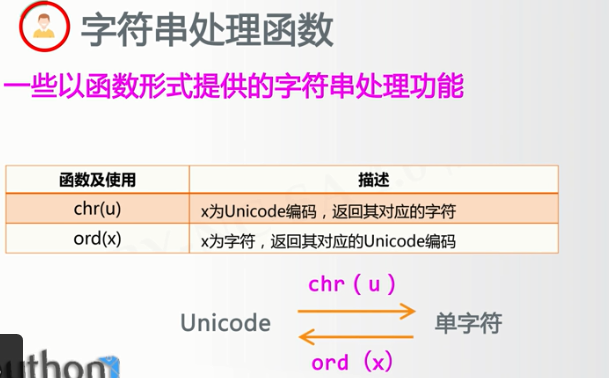 字符串处理函数
一些以函数形式提供的字符串处理功能
函数及使用 描述
chr(u) x为Unicode编码，返回其对应的字符
ord(x) x为字符，返回其对应的Unicode编码
chr ( u )
Unicode 单字符
ord (x)